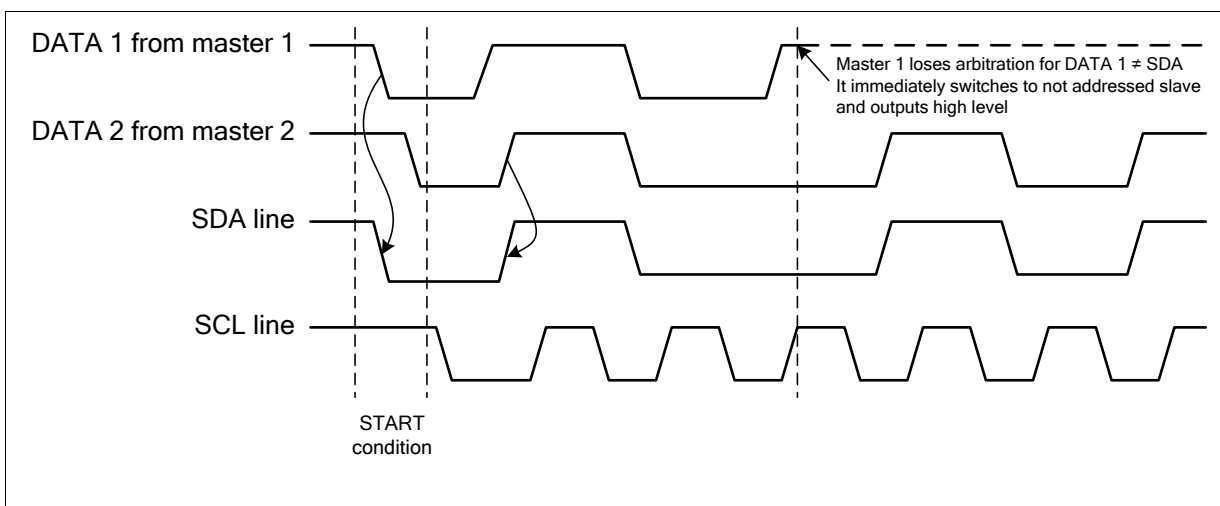 DATA 1 from master 1
Master 1 loses arbitration for DATA 1 ≠ SDA
It immediately switches to not addressed slave
and outputs high level
DATA 2 from master 2
SDA line
SCL line
START
condition